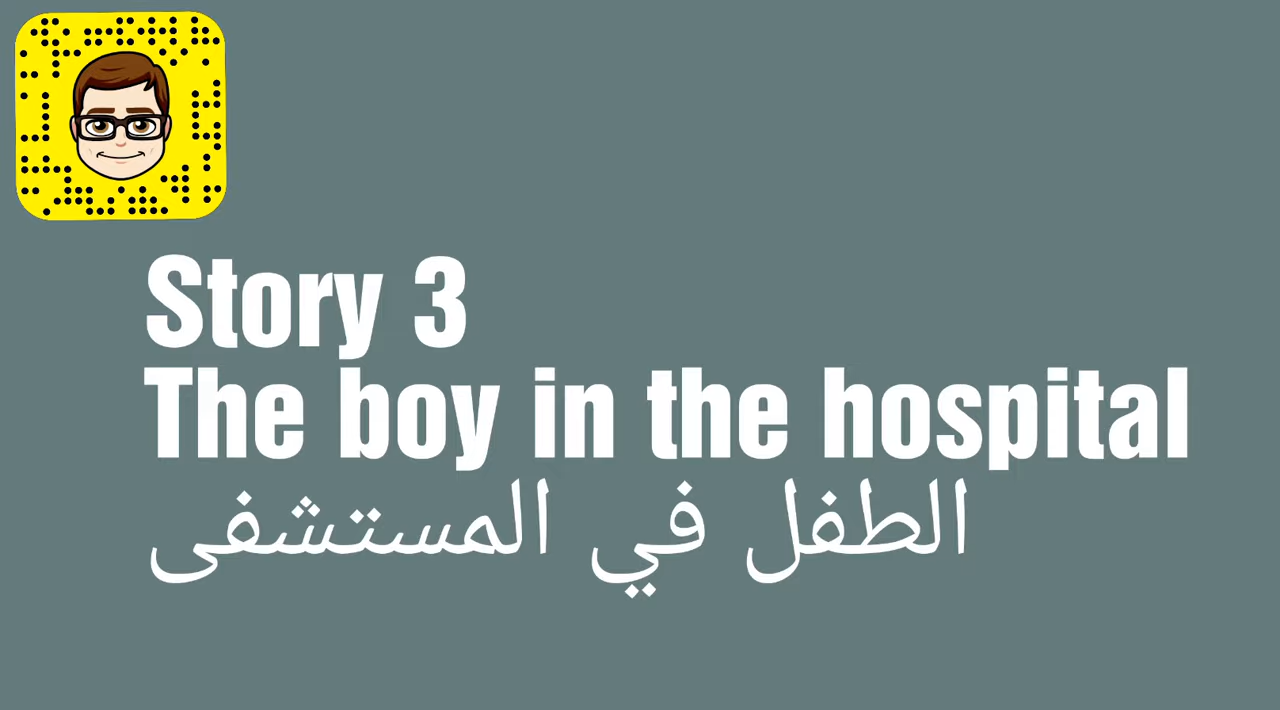 Story 3
The boy in the hospital
الطفل في المستشفى